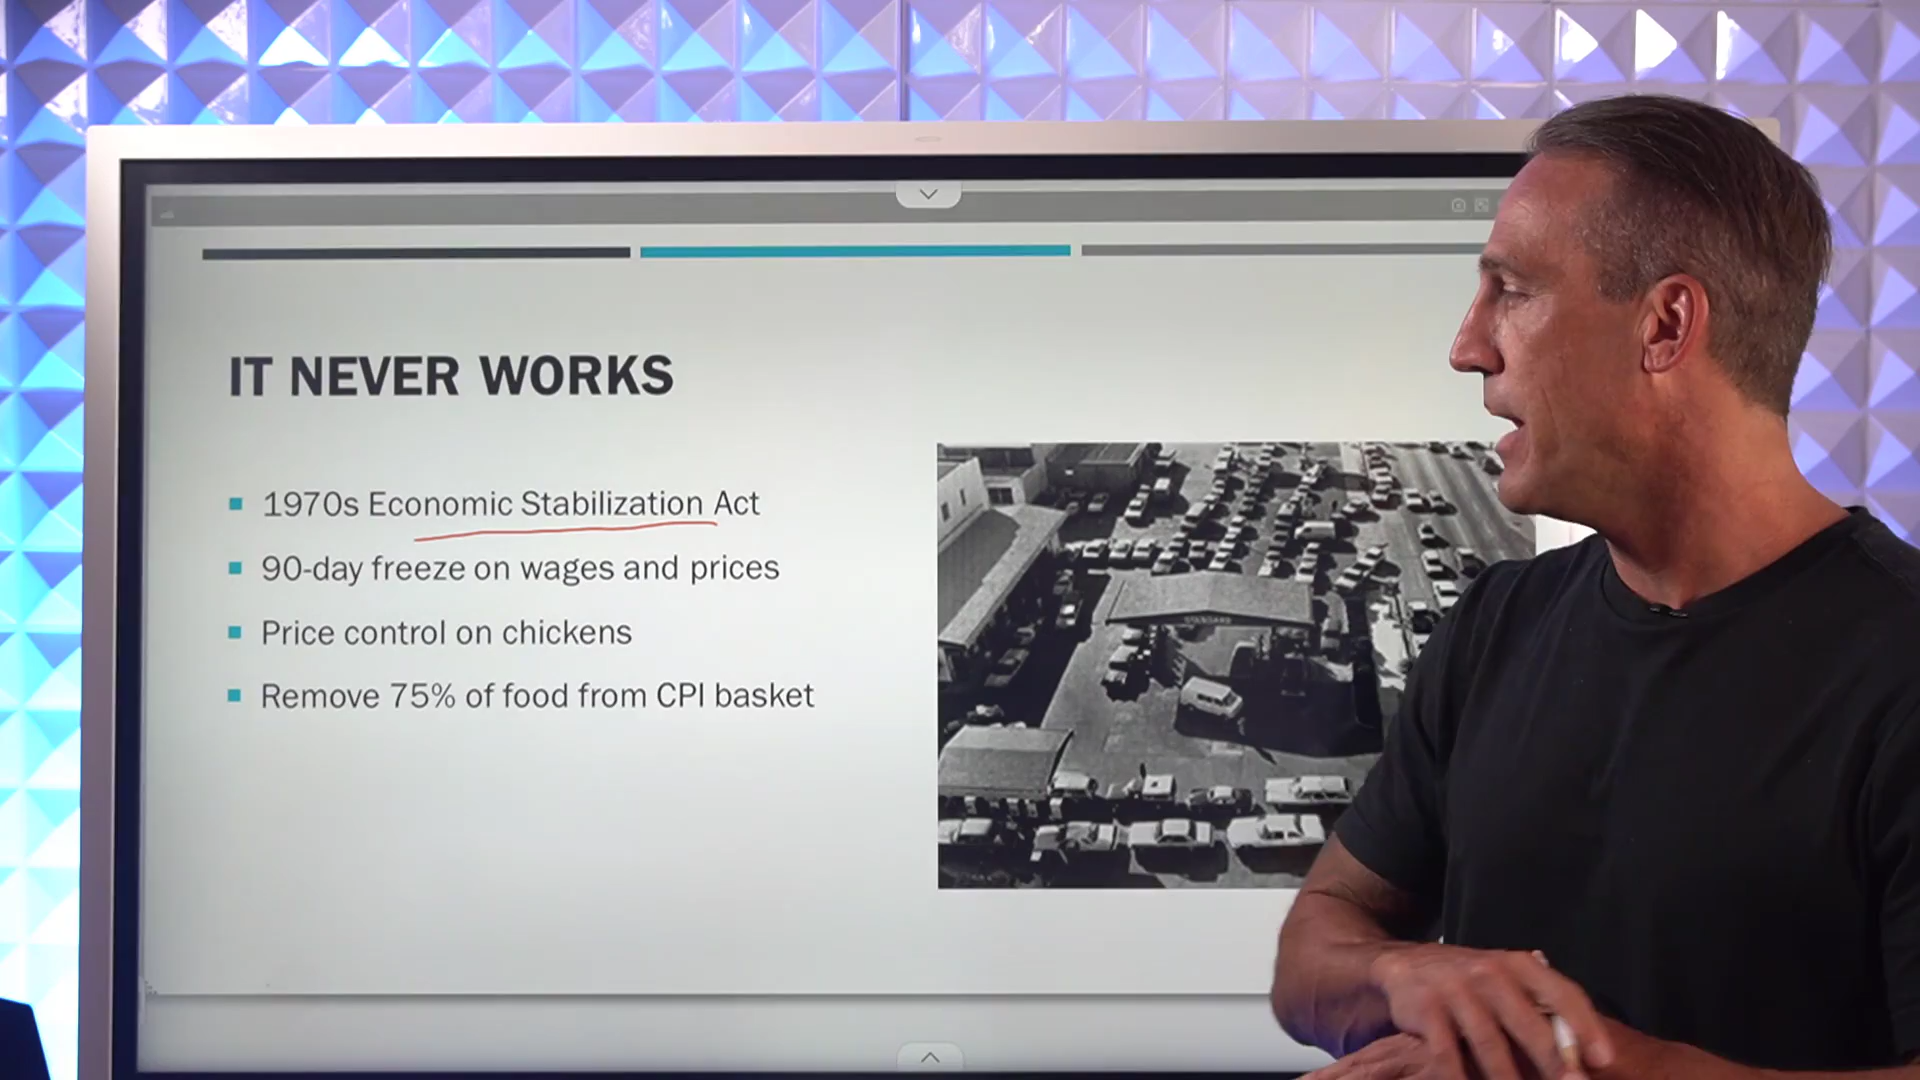 IT NEVER WORKS
1970s Economic Stabilization Act
90-day freeze on wages and prices
Price control on chickens
Remove 75% of food from CPI basket
STANDARD